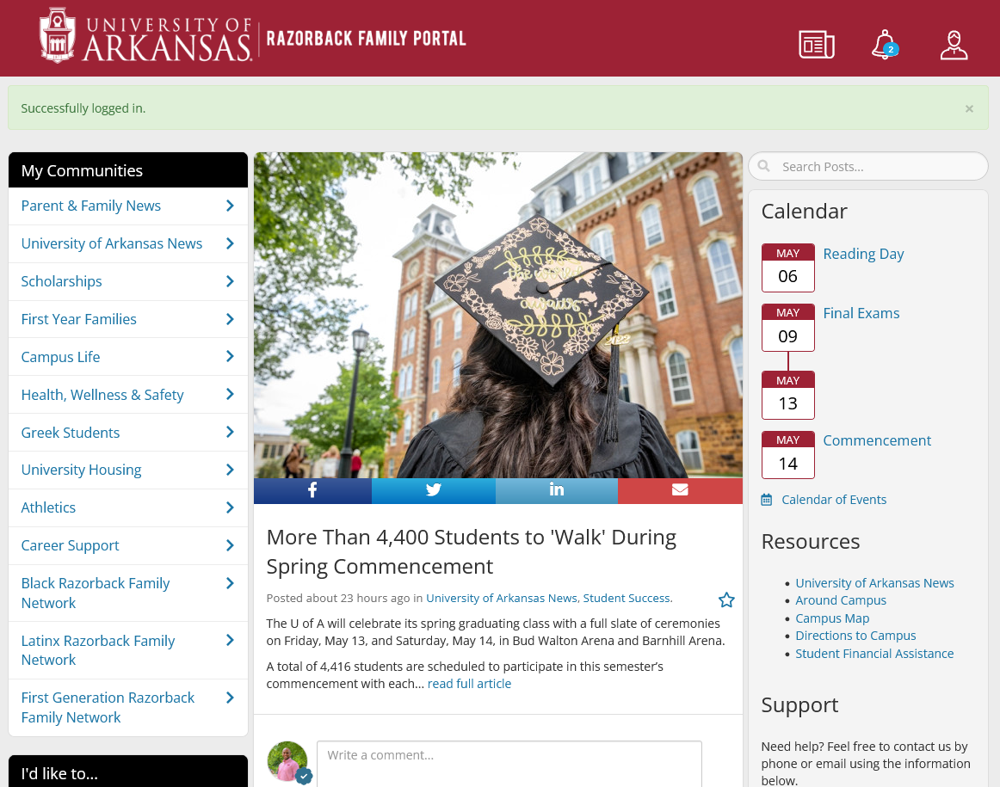 UNIVERSITY OF
ARKANSAS.
RAZORBACK FAMILY PORTAL
2
Successfully logged in.
×
My Communities
Parent & Family News
University of Arkansas News
Scholarships
First Year Families
Campus Life
Health, Wellness & Safety
Greek Students
University Housing
Athletics
Career Support
Black Razorback Family
Network
Latinx Razorback Family
Network
First Generation Razorback
Family Network
I'd like to...
2022
More Than 4,400 Students to 'Walk' During
Spring Commencement
Posted about 23 hours ago in University of Arkansas News, Student Success.
The U of A will celebrate its spring graduating class with a full slate of ceremonies
on Friday, May 13, and Saturday, May 14, in Bud Walton Arena and Barnhill Arena.
A total of 4,416 students are scheduled to participate in this semester’s
commencement with each... read full article
Write a comment...
Search Posts...
Calendar
MAY
06
Reading Day
MAY
09
Final Exams
MAY
13
MAY
14
Commencement
Calendar of Events
Resources
University of Arkansas News
Around Campus
Campus Map
Directions to Campus
Student Financial Assistance
Support
Need help? Feel free to contact us by
phone or email using the information
below.